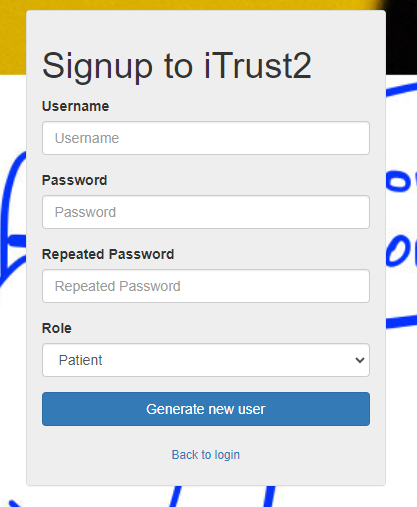 Signup to iTrust2
Username
Username
Password
Password
Repeated Password
Repeated Password
Role
Patient
Generate new user
Back to login